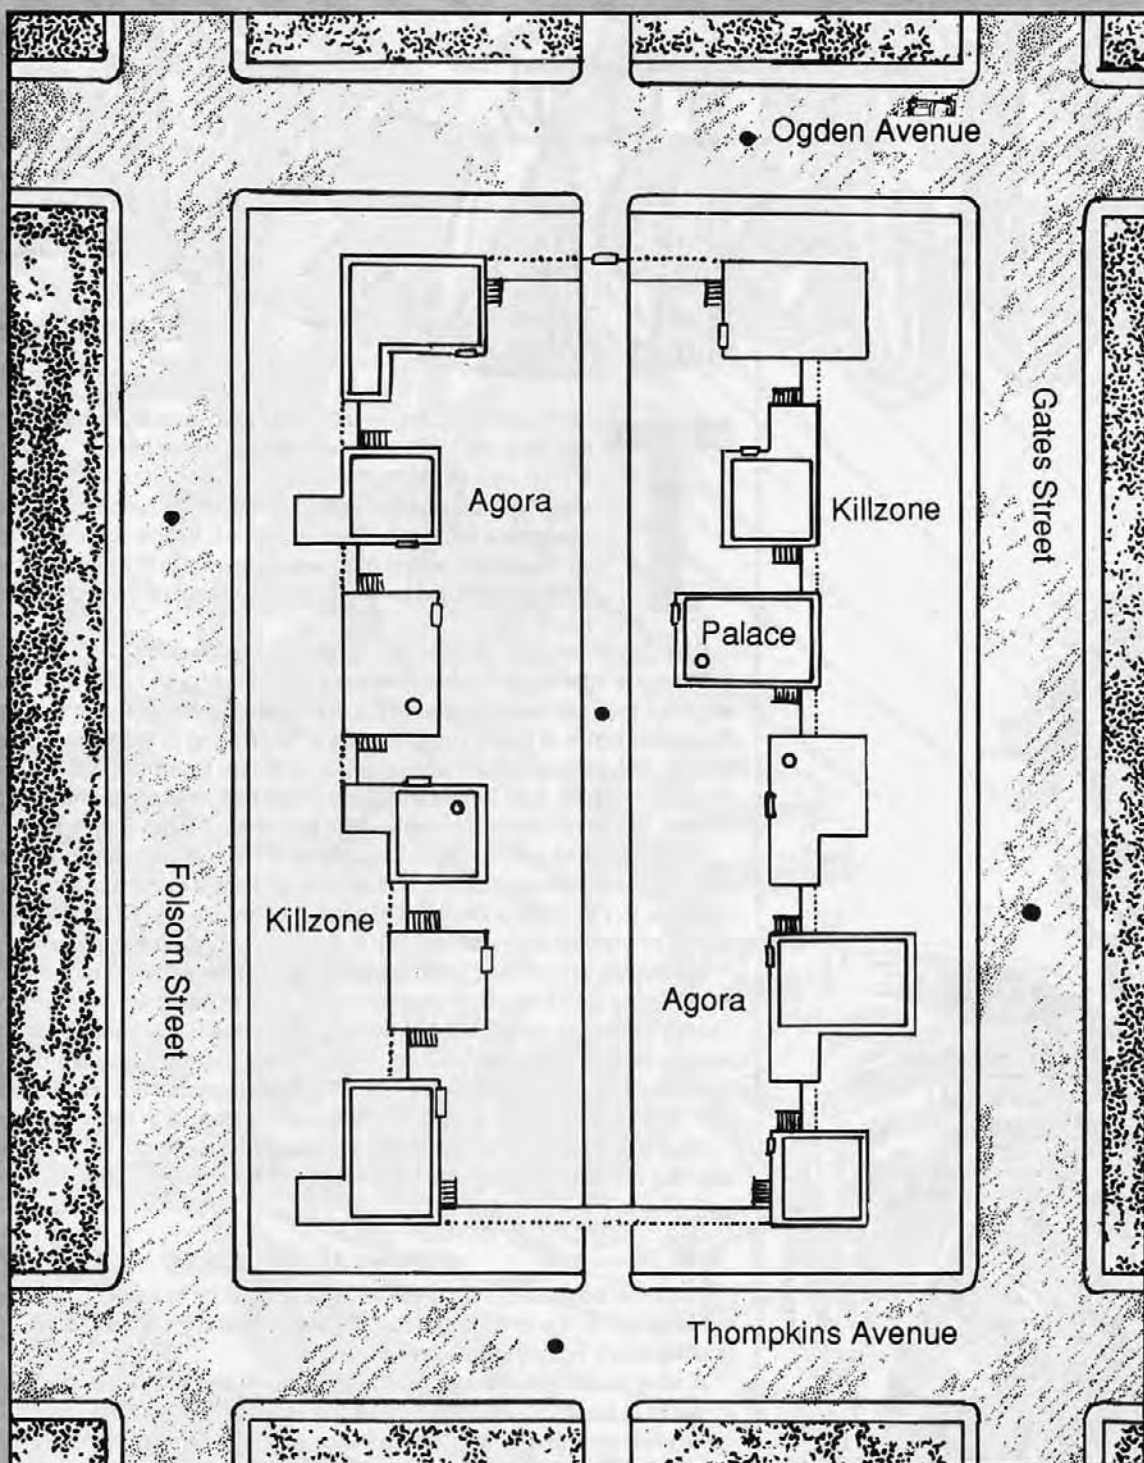 Ogden Avenue
Gates Street
Agora
Killzone
Palace
Folsom Street
Killzone
Agora
Thompkins Avenue